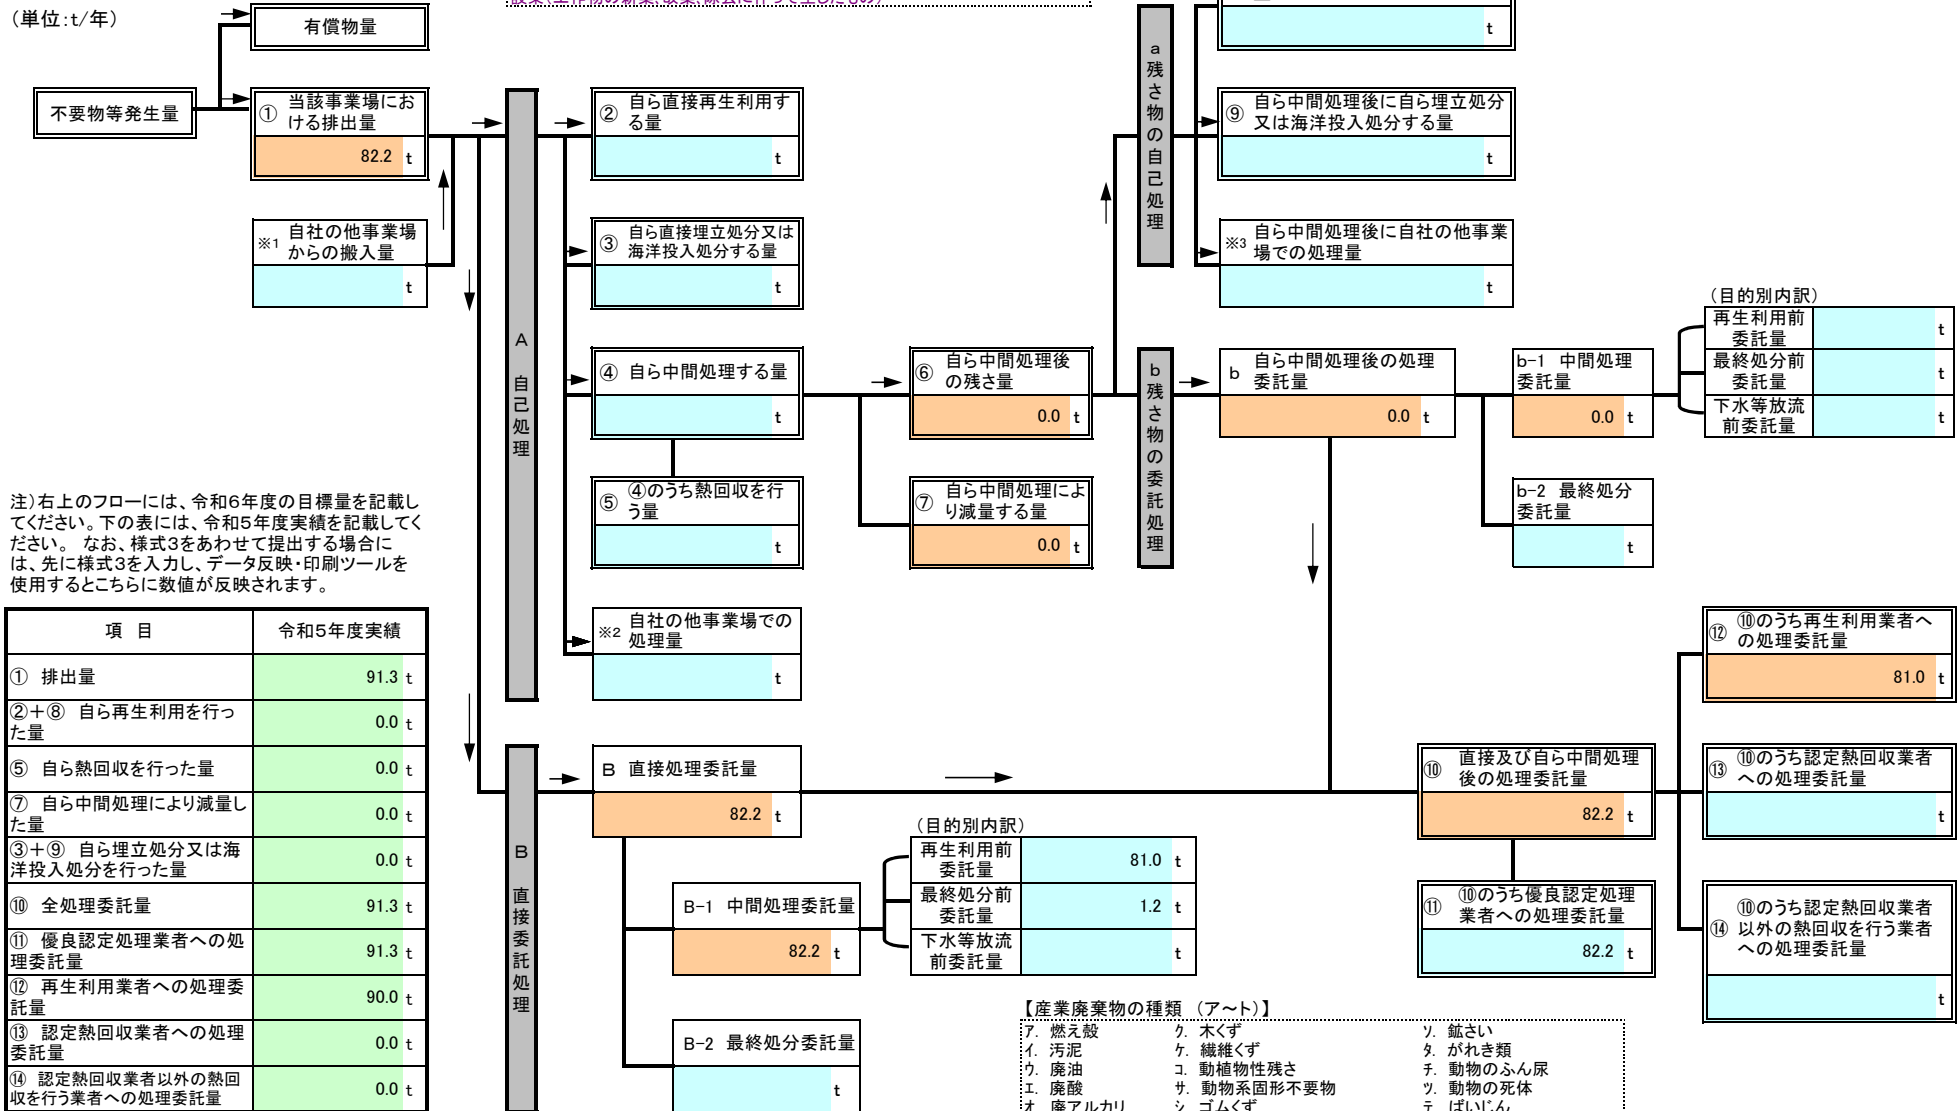 (単位:t/年)
有償物量
不要物等発生量
① 当該事業場にお
ける排出量
82.2 t
※1 自社の他事業場
からの搬入量
t
A 自己処理
② 自ら直接再生利用す
る量
t
③ 自ら直接埋立処分又は
海洋投入処分する量
t
④ 自ら中間処理する量
t
⑤ ④のうち熱回収を行
う量
t
※2 自社の他事業場での
処理量
t
⑥ 自ら中間処理後
の残さ量
0.0 t
⑦ 自ら中間処理によ
り減量する量
0.0 t
a 残さ物の自己処理
t
⑨ 自ら中間処理後に自ら埋立処分
又は海洋投入処分する量
t
※3 自ら中間処理後に自社の他事業
場での処理量
t
b 残さ物の委託処理
b 自ら中間処理後の処理
委託量
0.0 t
b-1 中間処理
委託量
0.0 t
(目的別内訳)
再生利用前
委託量
t
最終処分前
委託量
t
下水等放流
前委託量
t
b-2 最終処分
委託量
t
注)右上のフローには、令和6年度の目標量を記載し
てください。下の表には、令和5年度実績を記載してく
ださい。 なお、様式3をあわせて提出する場合に
は、先に様式3を入力し、データ反映・印刷ツールを
使用するとこちらに数値が反映されます。
項 目 令和5年度実績
① 排出量 91.3 t
②+⑧ 自ら再生利用を行っ
た量
0.0 t
⑤ 自ら熱回収を行った量 0.0 t
⑦ 自ら中間処理により減量し
た量
0.0 t
③+⑨ 自ら埋立処分又は海
洋投入処分を行った量
0.0 t
⑩ 全処理委託量 91.3 t
⑪ 優良認定処理業者への処
理委託量
91.3 t
⑫ 再生利用業者への処理委
託量
90.0 t
⑬ 認定熱回収業者への処理
委託量
0.0 t
⑭ 認定熱回収業者以外の熱回
収を行う業者への処理委託量
0.0 t
B 直接委託処理
B 直接処理委託量
82.2 t
B-1 中間処理委託量
82.2 t
(目的別内訳)
再生利用前
委託量
81.0 t
最終処分前
委託量
1.2 t
下水等放流
前委託量
t
B-2 最終処分委託量
t
⑩ 直接及び自ら中間処理
後の処理委託量
82.2 t
⑪ ⑩のうち優良認定処理
業者への処理委託量
82.2 t
⑫ ⑩のうち再生利用業者へ
の処理委託量
81.0 t
⑬ ⑩のうち認定熱回収業者
への処理委託量
t
⑭ ⑩のうち認定熱回収業者
以外の熱回収を行う業者
への処理委託量
t
【産業廃棄物の種類 (ア~ト)】
ア. 燃え殻 ク. 木くず ソ. 鉱さい
イ. 汚泥 ケ. 繊維くず タ. がれき類
ウ. 廃油 コ. 動植物性残さ チ. 動物のふん尿
エ. 廃酸 サ. 動物系固形不要物 ツ. 動物の死体
オ. 廃アルカリ シ. ゴムくず テ. ばいじん